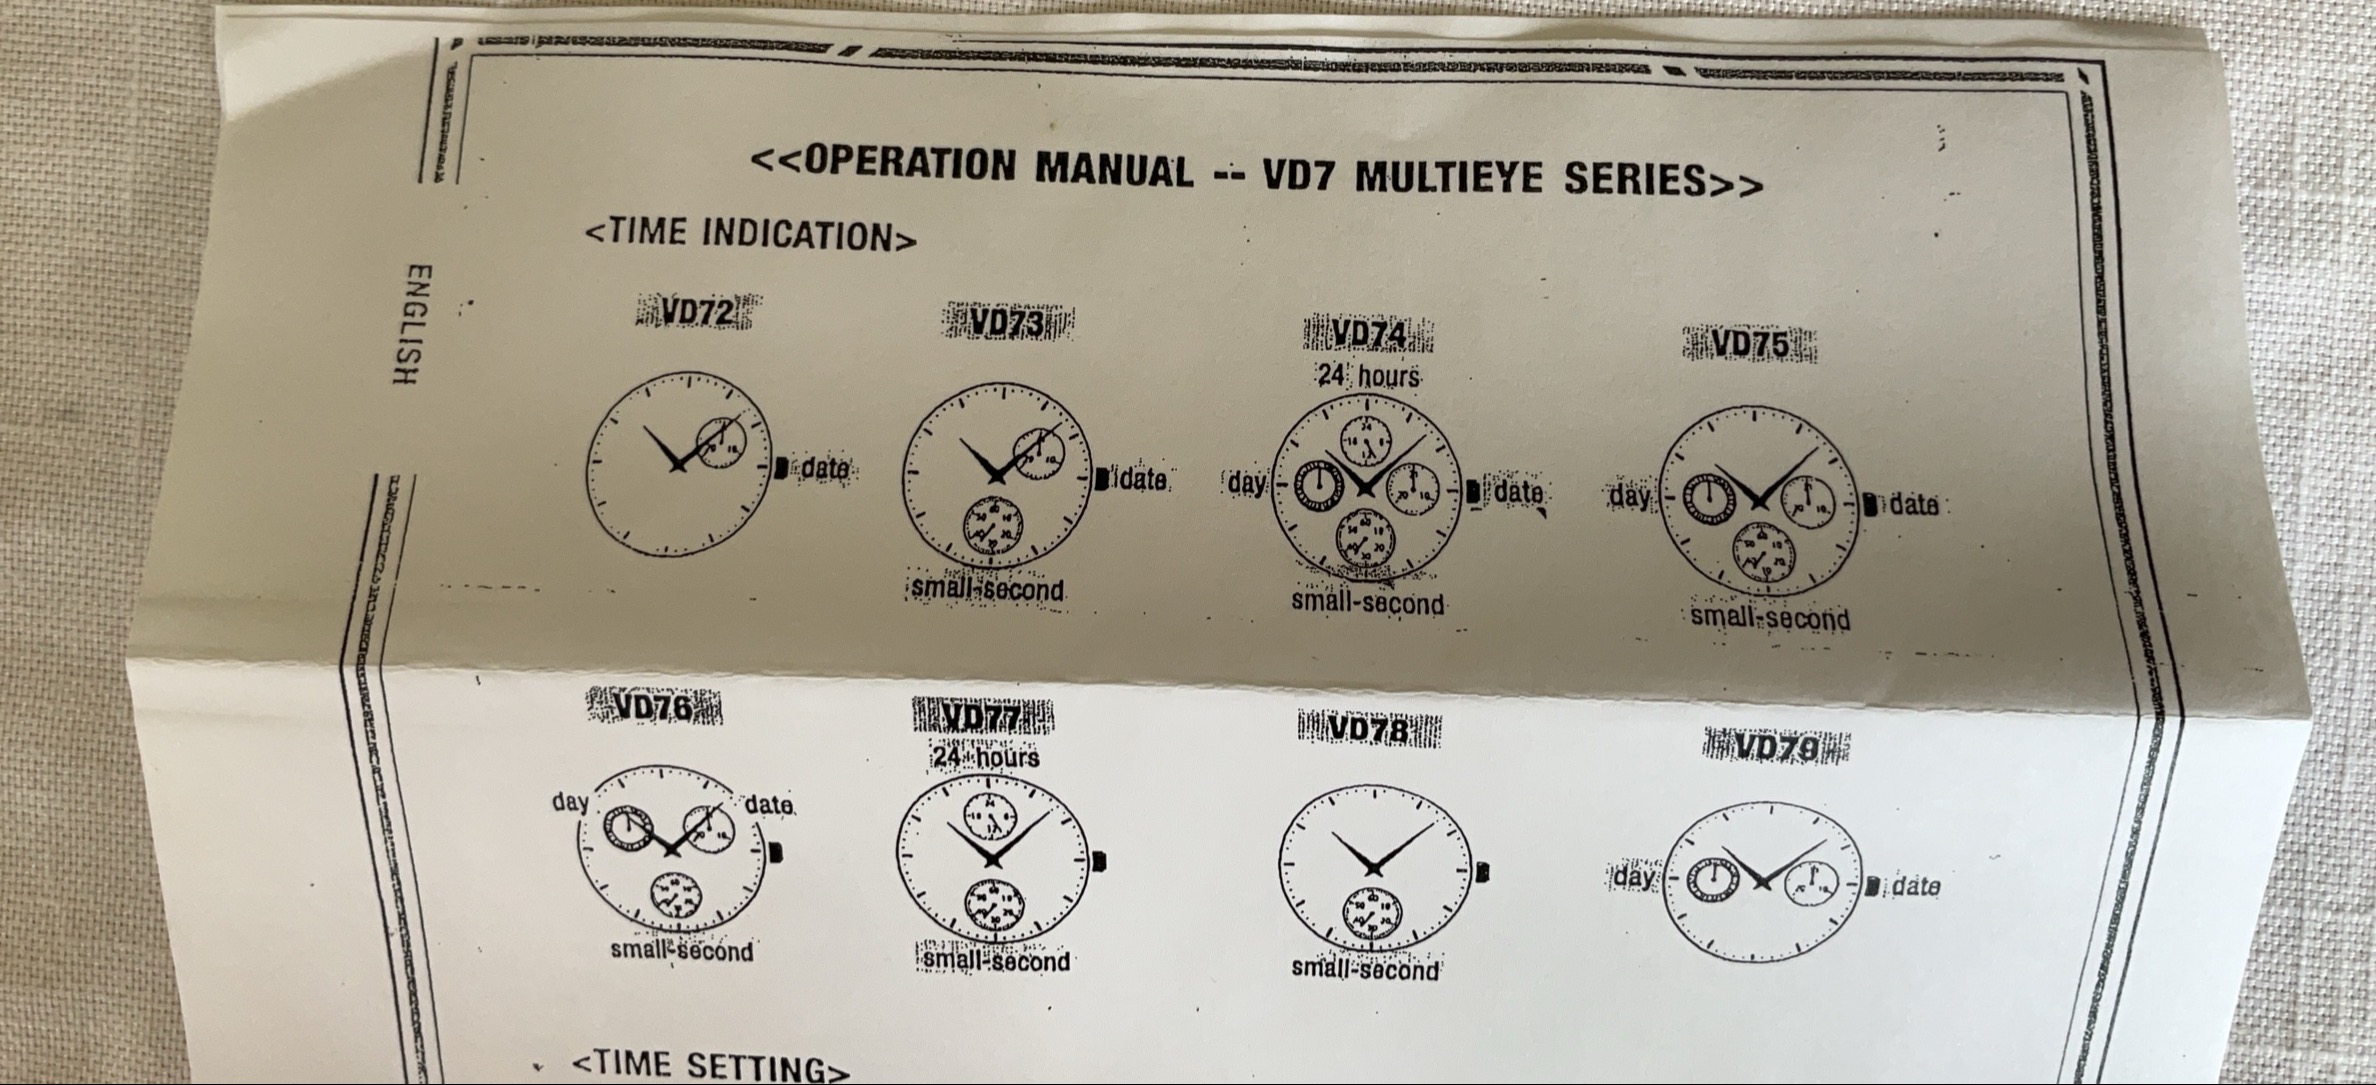 <<OPERATION MANUAL -- VD7 MULTIEYE SERIES>>
<TIME INDICATION>
ENGLISH
VD72
date
VD73
date
small-second
VD74
24 hours
day
date
small-second
VD75
day
date
small-second
VD76
day
date
small-second
VD77
24 hours
small-second
VD78
small-second
VD79
day
date
<TIME SETTING>